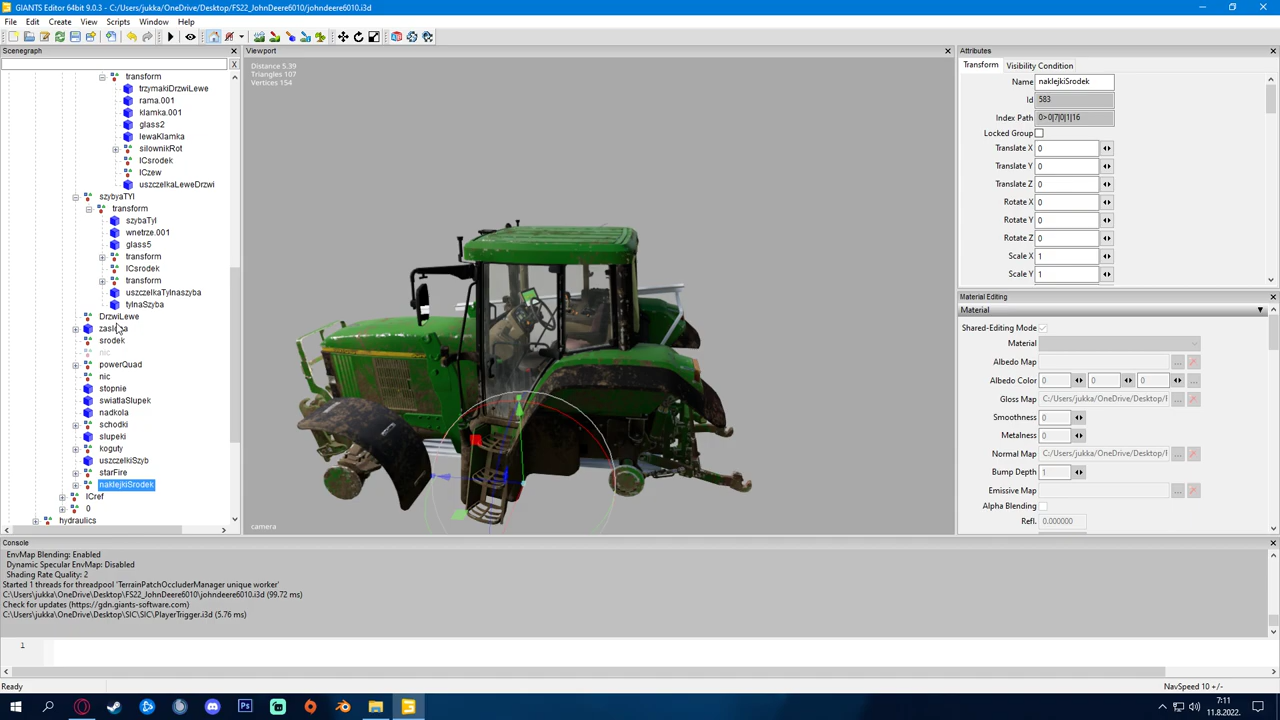 GIANTS Editor 64bit - 9.0.3 - C:/Users/jukka/OneDrive/Desktop/FS22_JohnDeere6010/johndeere6010.i3d
File Edit Create View Scripts Window Help
Scenegraph
X
transform
trzymakiDrzwiLewe
rama.001
klamka.001
glass2
lewaKlamka
silownikRot
ICsrodek
ICzew
uszczelkaLeweDrzwi
szybyaTYl
transform
szybaTyl
wnetrze.001
glass5
transform
ICsrodek
transform
uszczelkaTylnaszyba
tylnaSzyba
DrzwiLewe
srodek
nic
powerQuad
nic
stopnie
swiatlaSlupek
nadkola
schodki
slupeki
koguty
uszczelkiSzyb
starFire
naklejkiSrodek
ICref
0
hydraulics
Viewport
Distance 5.39
Triangles 107
Vertices 154
camera
Attributes
Transform Visibility Condition
Name naklejkiSrodek
Id 583
Index Path 0>0|7|0|1|16
Locked Group
Translate X 0
Translate Y 0
Translate Z 0
Rotate X 0
Rotate Y 0
Rotate Z 0
Scale X 1
Scale Y 1
Material Editing
Material
Shared-Editing Mode
Material
Albedo Map ...
Albedo Color 0 0 0 ...
Gloss Map C:/Users/jukka/OneDrive/Desktop/F ...
Smoothness 0
Metalness 0
Normal Map C:/Users/jukka/OneDrive/Desktop/F ...
Bump Depth 1
Emissive Map ...
Alpha Blending
Refl. 0.000000
Console
EnvMap Blending: Enabled
Dynamic Specular EnvMap: Disabled
Shading Rate Quality: 2
Started 1 threads for threadpool 'TerrainPatchOccluderManager unique worker'
C:\Users\jukka\OneDrive\Desktop\FS22_JohnDeere6010\johndeere6010.i3d (99.72 ms)
Check for updates (https://gdn.giants-software.com)
C:\Users\jukka\OneDrive\Desktop\SIC\SIC\PlayerTrigger.i3d (5.76 ms)
1
Ready
NavSpeed 10 +/-
Ps
7:11
11.8.2022.